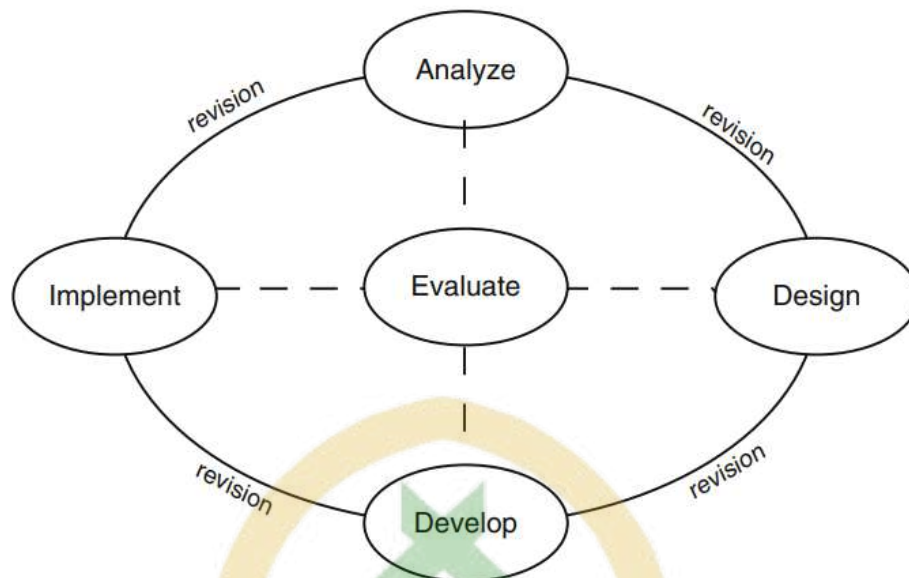 Analyze
revision
revision
Implement
Evaluate
Design
revision
revision
Develop